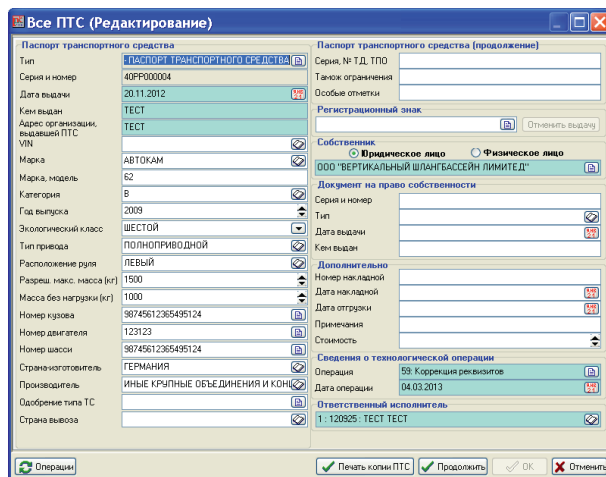 Все ПТС (Редактирование)
Паспорт транспортного средства
Тип - ПАСПОРТ ТРАНСПОРТНОГО СРЕДСТВА
Серия и номер 40РР000004
Дата выдачи 20.11.2012
Кем выдан ТЕСТ
Адрес организации,
выдавшей ПТС ТЕСТ
VIN
Марка АВТОКАМ
Марка, модель 62
Категория B
Год выпуска 2009
Экологический класс ШЕСТОЙ
Тип привода ПОЛНОПРИВОДНОЙ
Расположение руля ЛЕВЫЙ
Разреш. макс. масса (кг) 1500
Масса без нагрузки (кг) 1000
Номер кузова 98745612365495124
Номер двигателя 123123
Номер шасси 98745612365495124
Страна-изготовитель ГЕРМАНИЯ
Производитель ИНЫЕ КРУПНЫЕ ОБЪЕДИНЕНИЯ И КОНЦ
Одобрение типа ТС
Страна вывоза
Паспорт транспортного средства (продолжение)
Серия, № ТД, ТПО
Тамож ограничения
Особые отметки
Регистрационный знак
Отменить выдачу
Собственник
Юридическое лицо Физическое лицо
ООО "ВЕРТИКАЛЬНЫЙ ШЛАНГБАССЕЙН ЛИМИТЕД"
Документ на право собственности
Серия и номер
Тип
Дата выдачи
Кем выдан
Дополнительно
Номер накладной
Дата накладной
Дата отгрузки
Примечания
Стоимость
Сведения о технологической операции
Операция 59: Коррекция реквизитов
Дата операции 04.03.2013
Ответственный исполнитель
1 : 120925 : ТЕСТ ТЕСТ
Операции Печать копии ПТС Продолжить OK Отменить